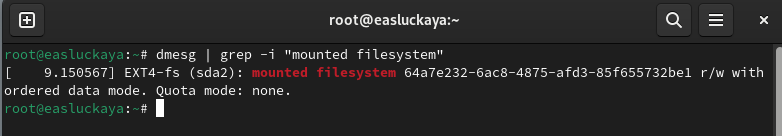 root@easluckaya:~
root@easluckaya:~# dmesg | grep -i "mounted filesystem"
[    9.150567] EXT4-fs (sda2): mounted filesystem 64a7e232-6ac8-4875-afd3-85f655732be1 r/w with
ordered data mode. Quota mode: none.
root@easluckaya:~#